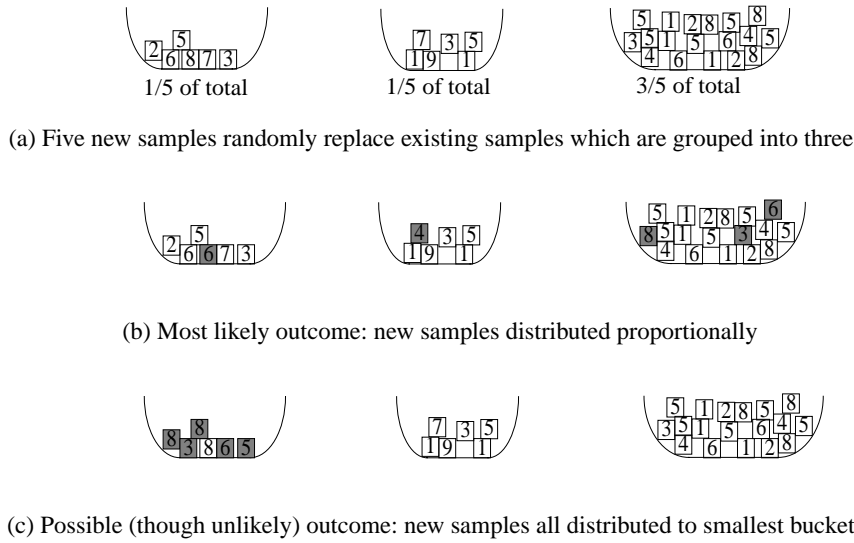 2 5
6 8 7 3
1/5 of total
7 3 5
1 9 1
1/5 of total
5 1 2 8 5 8
3 5 1 5 6 4 5
4 6 1 2 8
3/5 of total
(a) Five new samples randomly replace existing samples which are grouped into three
2 5
6 6 7 3
4 3 5
1 9 1
5 1 2 8 5 6
8 5 1 5 3 4 5
4 6 1 2 8
(b) Most likely outcome: new samples distributed proportionally
8 8
3 8 6 5
7 3 5
1 9 1
5 1 2 8 5 8
3 5 1 5 6 4 5
4 6 1 2 8
(c) Possible (though unlikely) outcome: new samples all distributed to smallest bucket